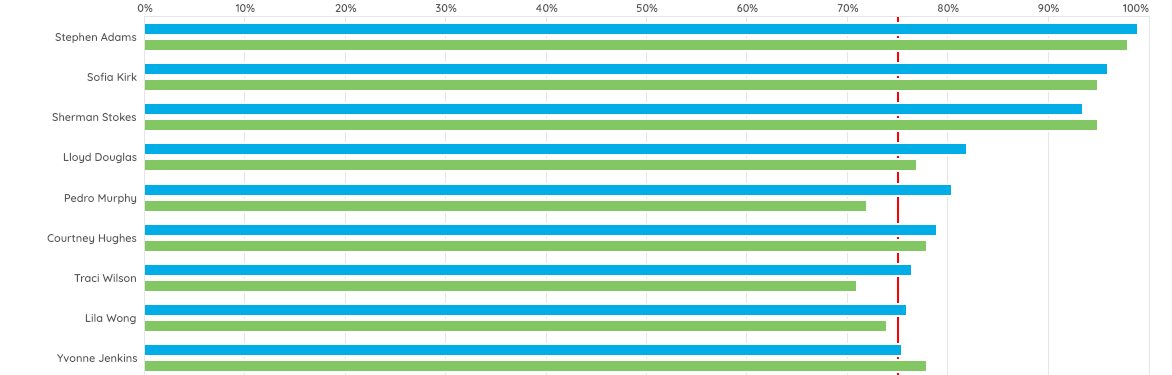 0% 10% 20% 30% 40% 50% 60% 70% 80% 90% 100%
Stephen Adams
Sofia Kirk
Sherman Stokes
Lloyd Douglas
Pedro Murphy
Courtney Hughes
Traci Wilson
Lila Wong
Yvonne Jenkins